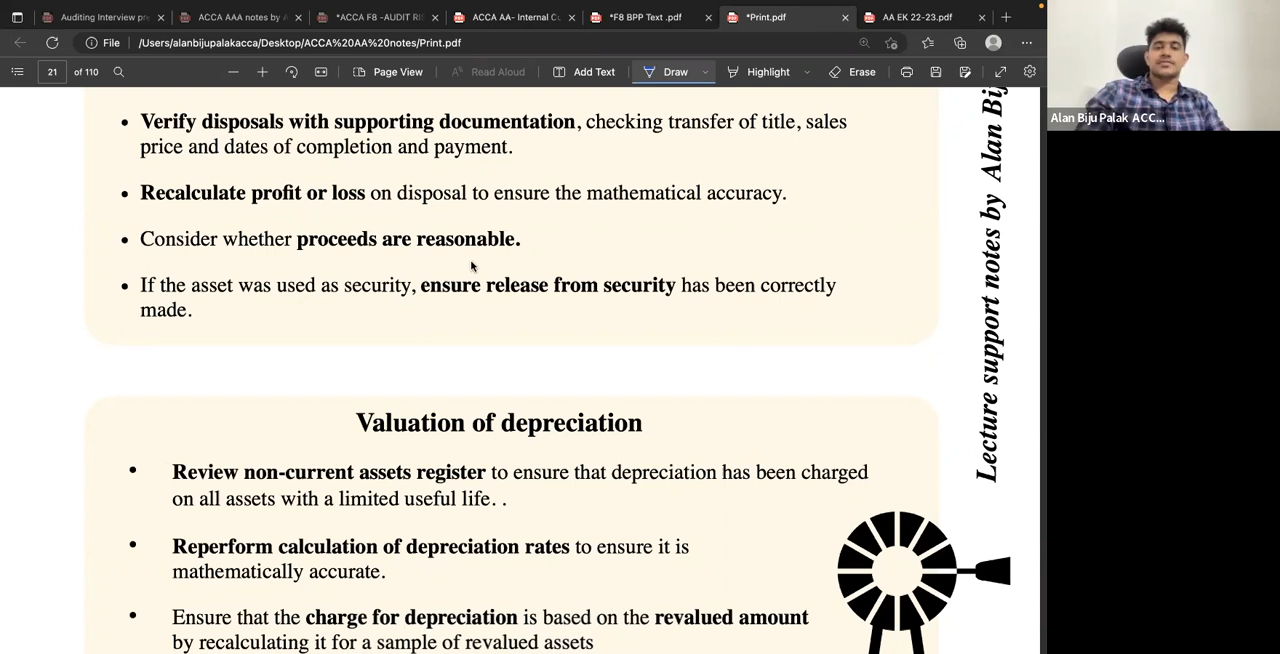 Auditing Interview pre
ACCA AAA notes by A
*ACCA F8 -AUDIT RI
ACCA AA- Internal C
*F8 BPP Text .pdf
*Print.pdf
AA EK 22-23.pdf
File
/Users/alanbijupalakacca/Desktop/ACCA%20AA%20notes/Print.pdf
21 of 110
Page View
Read Aloud
Add Text
Draw
Highlight
Erase
Alan Biju Palak ACC...
• Verify disposals with supporting documentation, checking transfer of title, sales
price and dates of completion and payment.
• Recalculate profit or loss on disposal to ensure the mathematical accuracy.
• Consider whether proceeds are reasonable.
• If the asset was used as security, ensure release from security has been correctly
made.
Valuation of depreciation
• Review non-current assets register to ensure that depreciation has been charged
on all assets with a limited useful life. .
• Reperform calculation of depreciation rates to ensure it is
mathematically accurate.
• Ensure that the charge for depreciation is based on the revalued amount
by recalculating it for a sample of revalued assets
Lecture support notes by Alan Bij